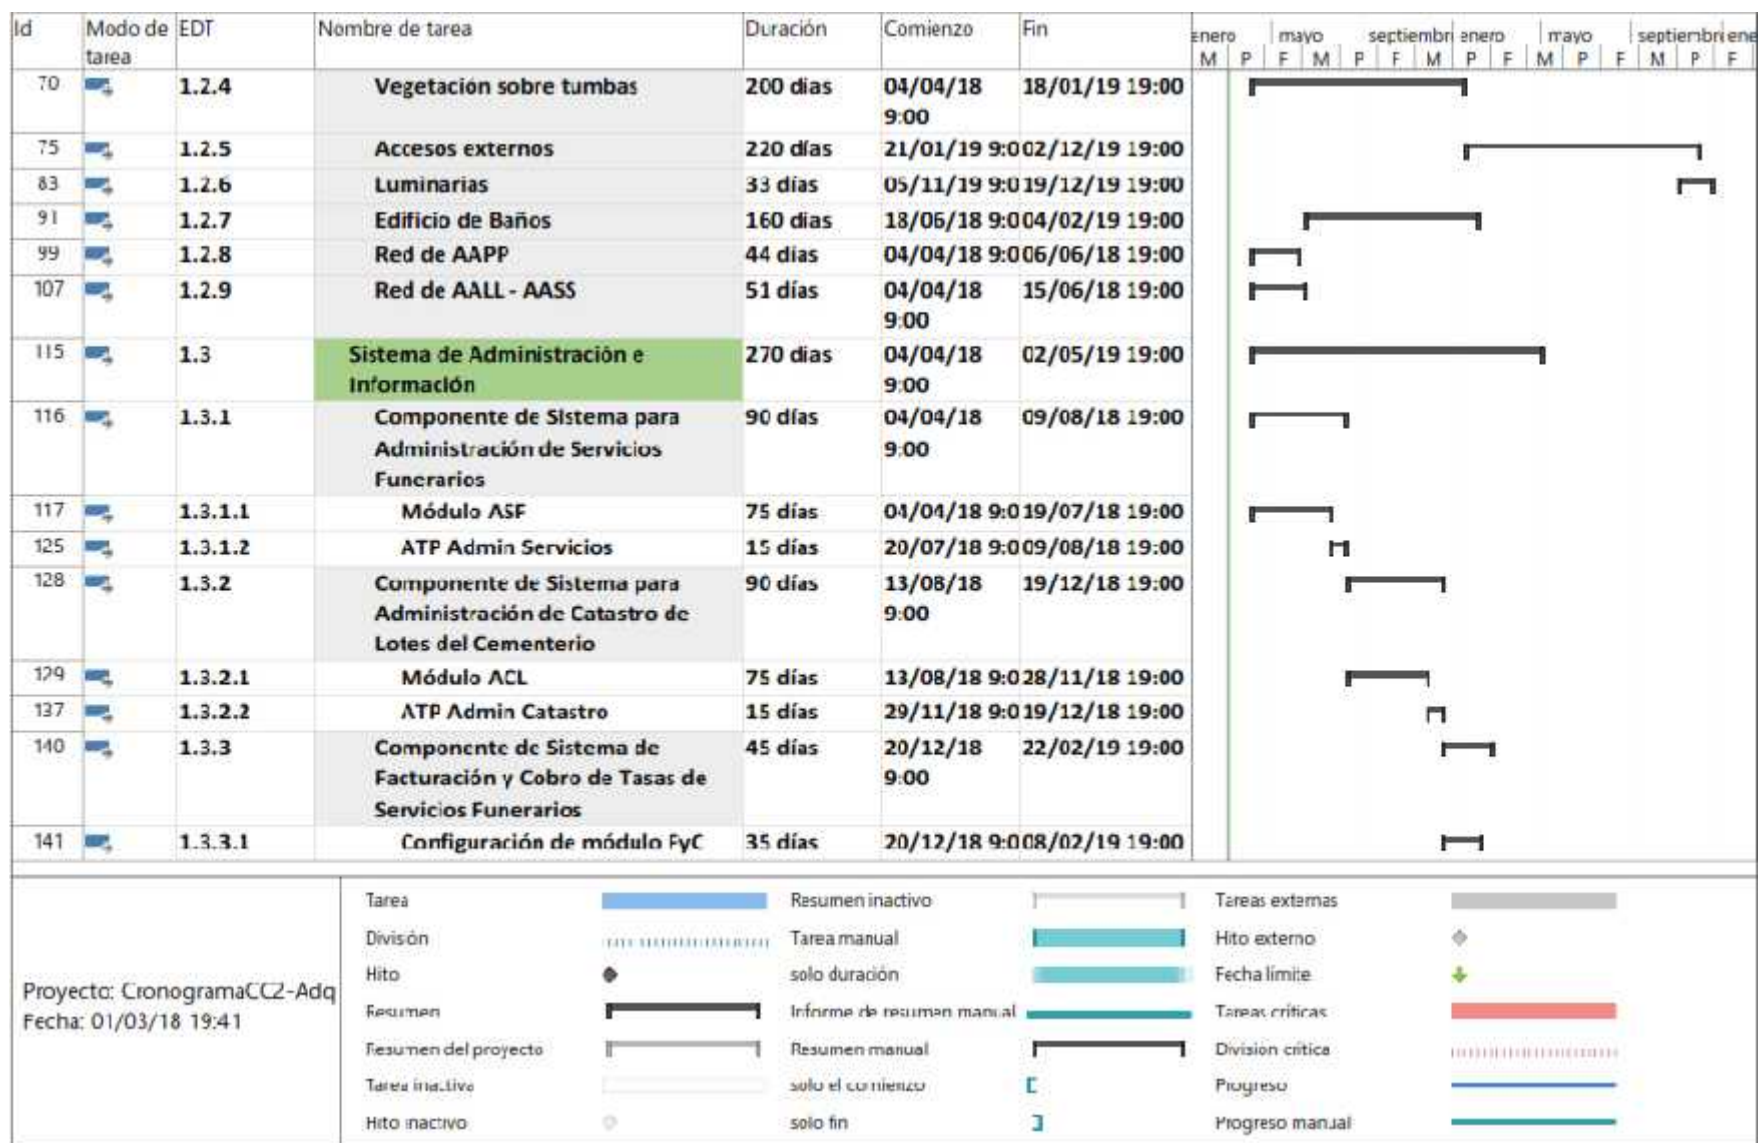 Id Modo de EDT Nombre de tarea Duración Comienzo Fin
tarea
enero mayo septiembre enero mayo septiembre ene
M P F M P F M P F M P F M P F
70 1.2.4 Vegetación sobre tumbas 200 días 04/04/18 18/01/19 19:00
9:00
75 1.2.5 Accesos externos 220 días 21/01/19 9:0 02/12/19 19:00
83 1.2.6 Luminarias 33 días 05/11/19 9:0 19/12/19 19:00
91 1.2.7 Edificio de Baños 160 días 18/06/18 9:0 04/02/19 19:00
99 1.2.8 Red de AAPP 44 días 04/04/18 9:0 06/06/18 19:00
107 1.2.9 Red de AALL - AASS 51 días 04/04/18 15/06/18 19:00
9:00
115 1.3 Sistema de Administración e 270 días 04/04/18 02/05/19 19:00
Información 9:00
116 1.3.1 Componente de Sistema para 90 días 04/04/18 09/08/18 19:00
Administración de Servicios 9:00
Funerarios
117 1.3.1.1 Módulo ASF 75 días 04/04/18 9:0 19/07/18 19:00
125 1.3.1.2 ATP Admin Servicios 15 días 20/07/18 9:0 09/08/18 19:00
128 1.3.2 Componente de Sistema para 90 días 13/08/18 19/12/18 19:00
Administración de Catastro de 9:00
Lotes del Cementerio
129 1.3.2.1 Módulo ACL 75 días 13/08/18 9:0 28/11/18 19:00
137 1.3.2.2 ATP Admin Catastro 15 días 29/11/18 9:0 19/12/18 19:00
140 1.3.3 Componente de Sistema de 45 días 20/12/18 22/02/19 19:00
Facturación y Cobro de Tasas de 9:00
Servicios Funerarios
141 1.3.3.1 Configuración de módulo FyC 35 días 20/12/18 9:0 08/02/19 19:00
Proyecto: CronogramaCC2-Adq
Fecha: 01/03/18 19:41
Tarea Resumen inactivo Tareas externas
División Tarea manual Hito externo
Hito solo duración Fecha límite
Resumen Informe de resumen manual Tareas críticas
Resumen del proyecto Resumen manual División crítica
Tarea inactiva solo el comienzo Progreso
Hito inactivo solo fin Progreso manual